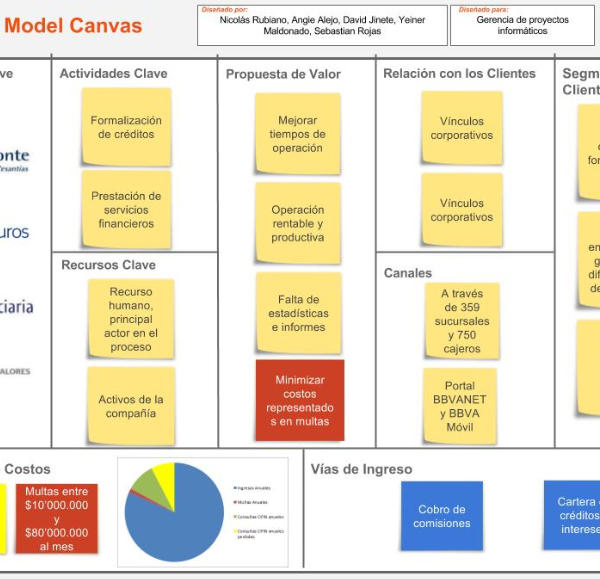 Model Canvas
Diseñado por:
Nicolás Rubiano, Angie Alejo, David Jinete, Yeiner
Maldonado, Sebastian Rojas
Diseñado para:
Gerencia de proyectos
informáticos
ve
onte
esantías
uros
ciaria
ALORES
Actividades Clave
Formalización
de créditos
Prestación de
servicios
financieros
Recursos Clave
Recurso
humano,
principal
actor en el
proceso
Activos de la
compañía
Propuesta de Valor
Mejorar
tiempos de
operación
Operación
rentable y
productiva
Falta de
estadísticas
e informes
Minimizar
costos
representado
s en multas
Relación con los Clientes
Vínculos
corporativos
Vínculos
corporativos
Canales
A través
de 359
sucursales
y 750
cajeros
Portal
BBVANET
y BBVA
Móvil
Segm
Client
for
en
g
dif
de
Costos
Multas entre
$10'000.000
y
$80'000.000
al mes
Ingresos Anuales
Multas Anuales
Consultas CIFIN anuales
Consultas CIFIN anuales
perdidas
Vías de Ingreso
Cobro de
comisiones
Cartera
créditos
interese